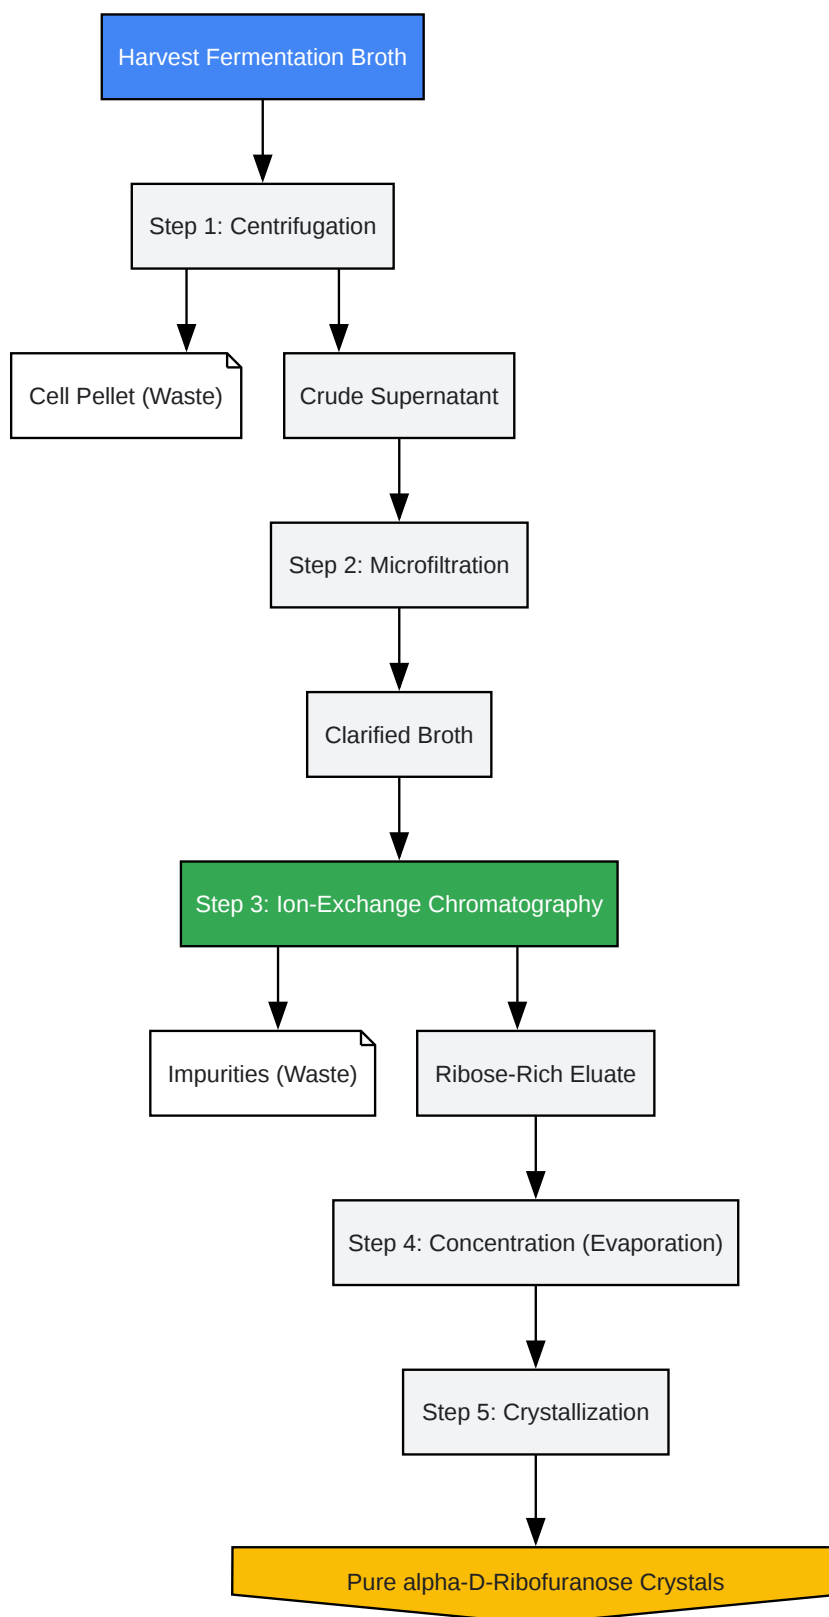 Harvest Fermentation Broth
Step 1: Centrifugation
Cell Pellet (Waste)
Crude Supernatant
Step 2: Microfiltration
Clarified Broth
Step 3: Ion-Exchange Chromatography
Impurities (Waste)
Ribose-Rich Eluate
Step 4: Concentration (Evaporation)
Step 5: Crystallization
Pure alpha-D-Ribofuranose Crystals